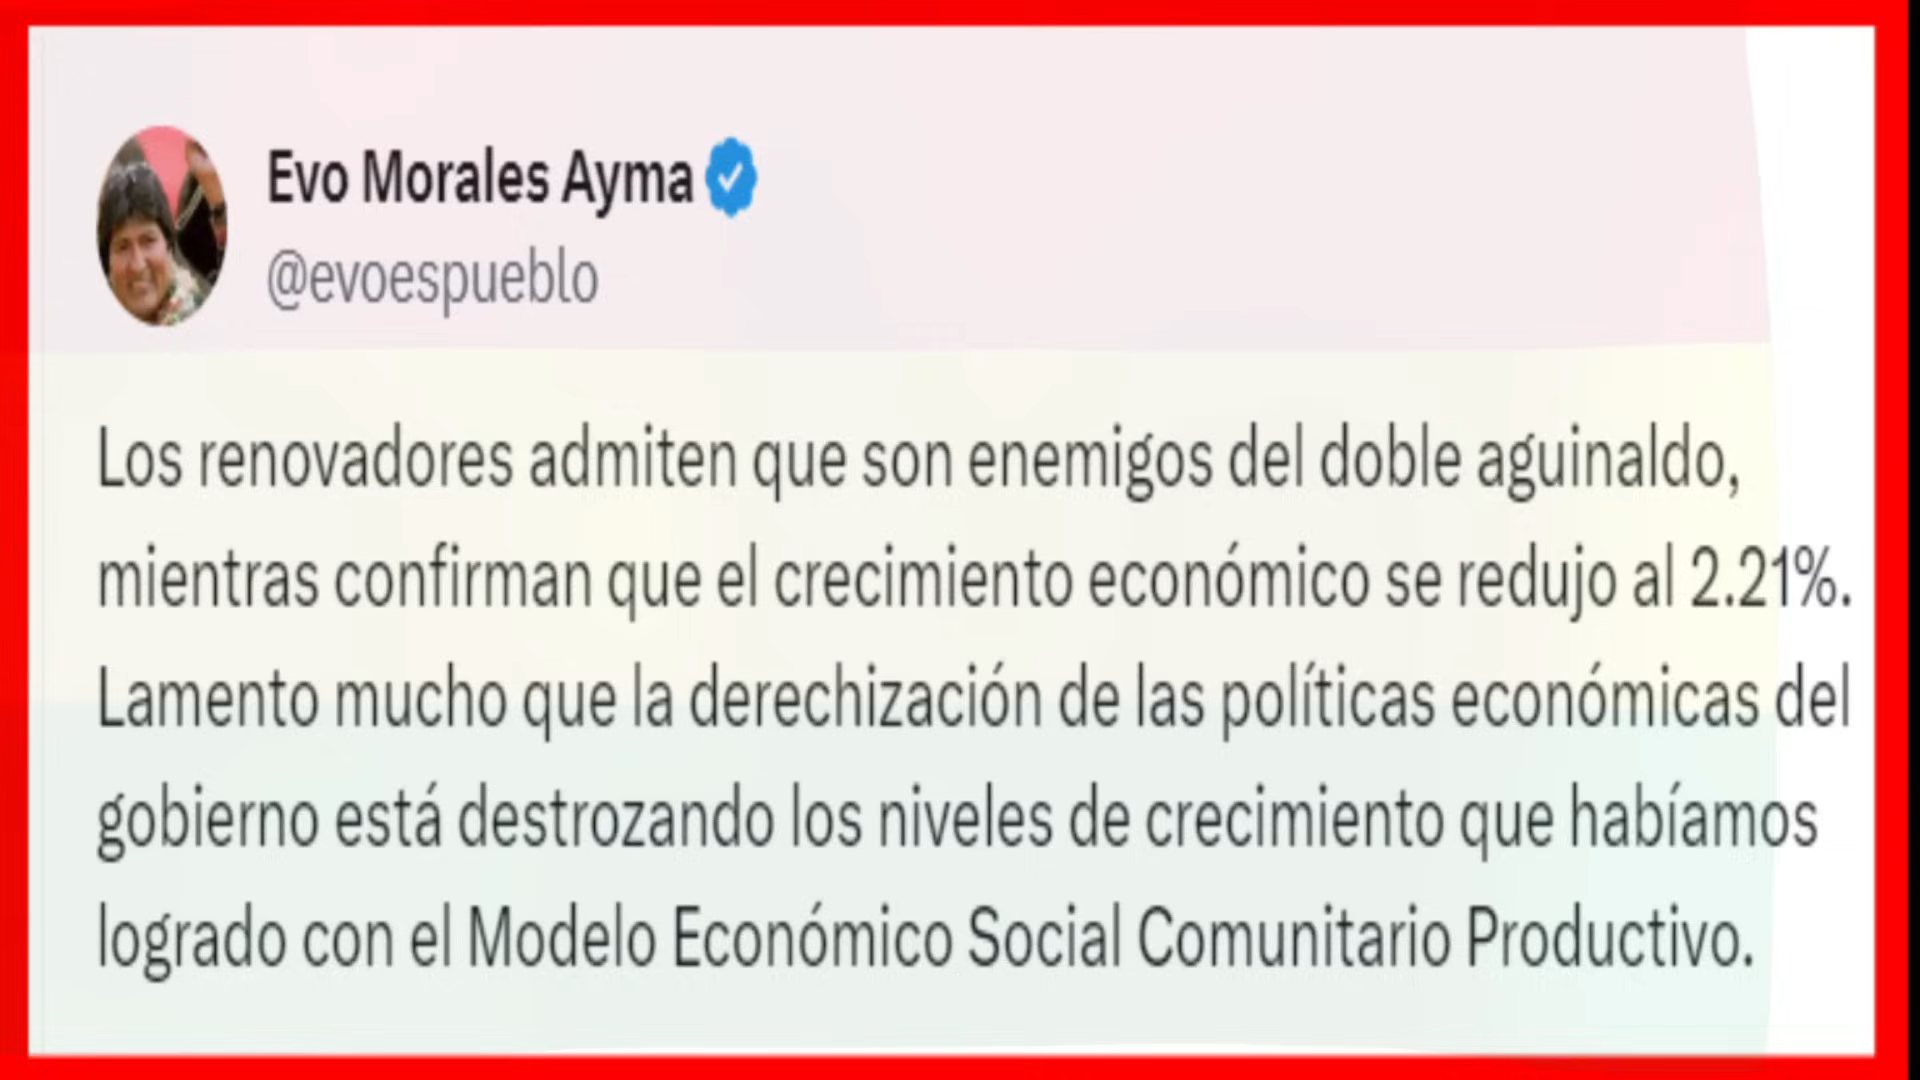 Evo Morales Ayma
@evoespueblo
Los renovadores admiten que son enemigos del doble aguinaldo,
mientras confirman que el crecimiento económico se redujo al 2.21%.
Lamento mucho que la derechización de las políticas económicas del
gobierno está destrozando los niveles de crecimiento que habíamos
logrado con el Modelo Económico Social Comunitario Productivo.